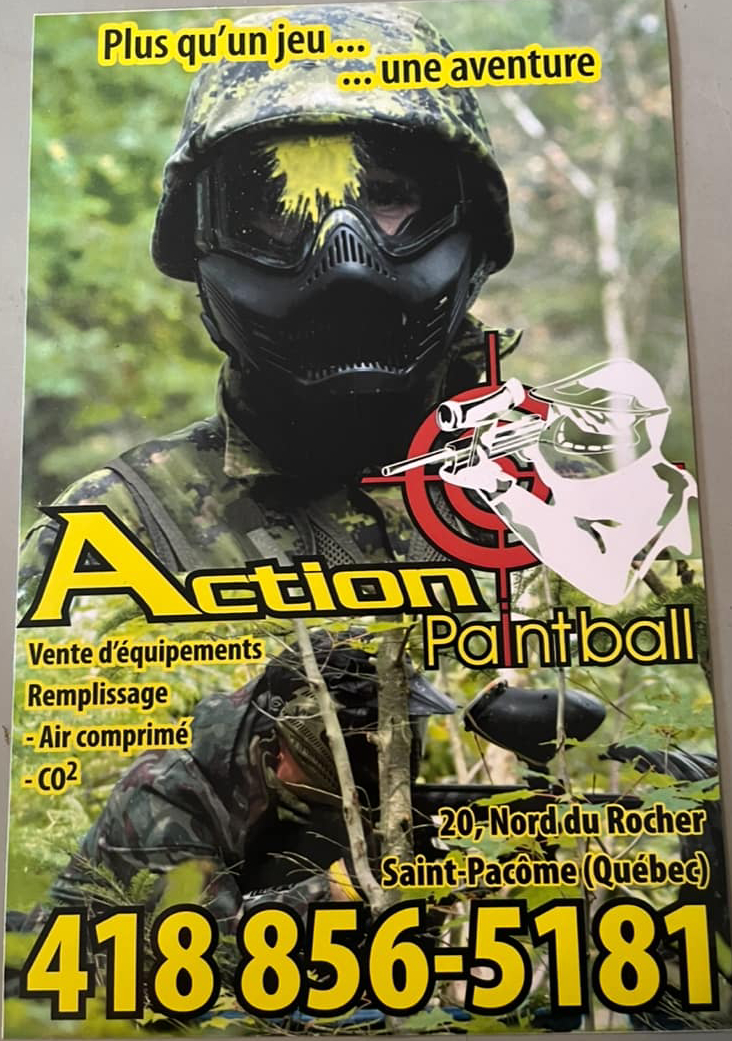 Plus qu'un jeu ...
... une aventure
Action
Paintball
Vente d'équipements
Remplissage
- Air comprimé
- CO²
20, Nord du Rocher
Saint-Pacôme (Québec)
418 856-5181